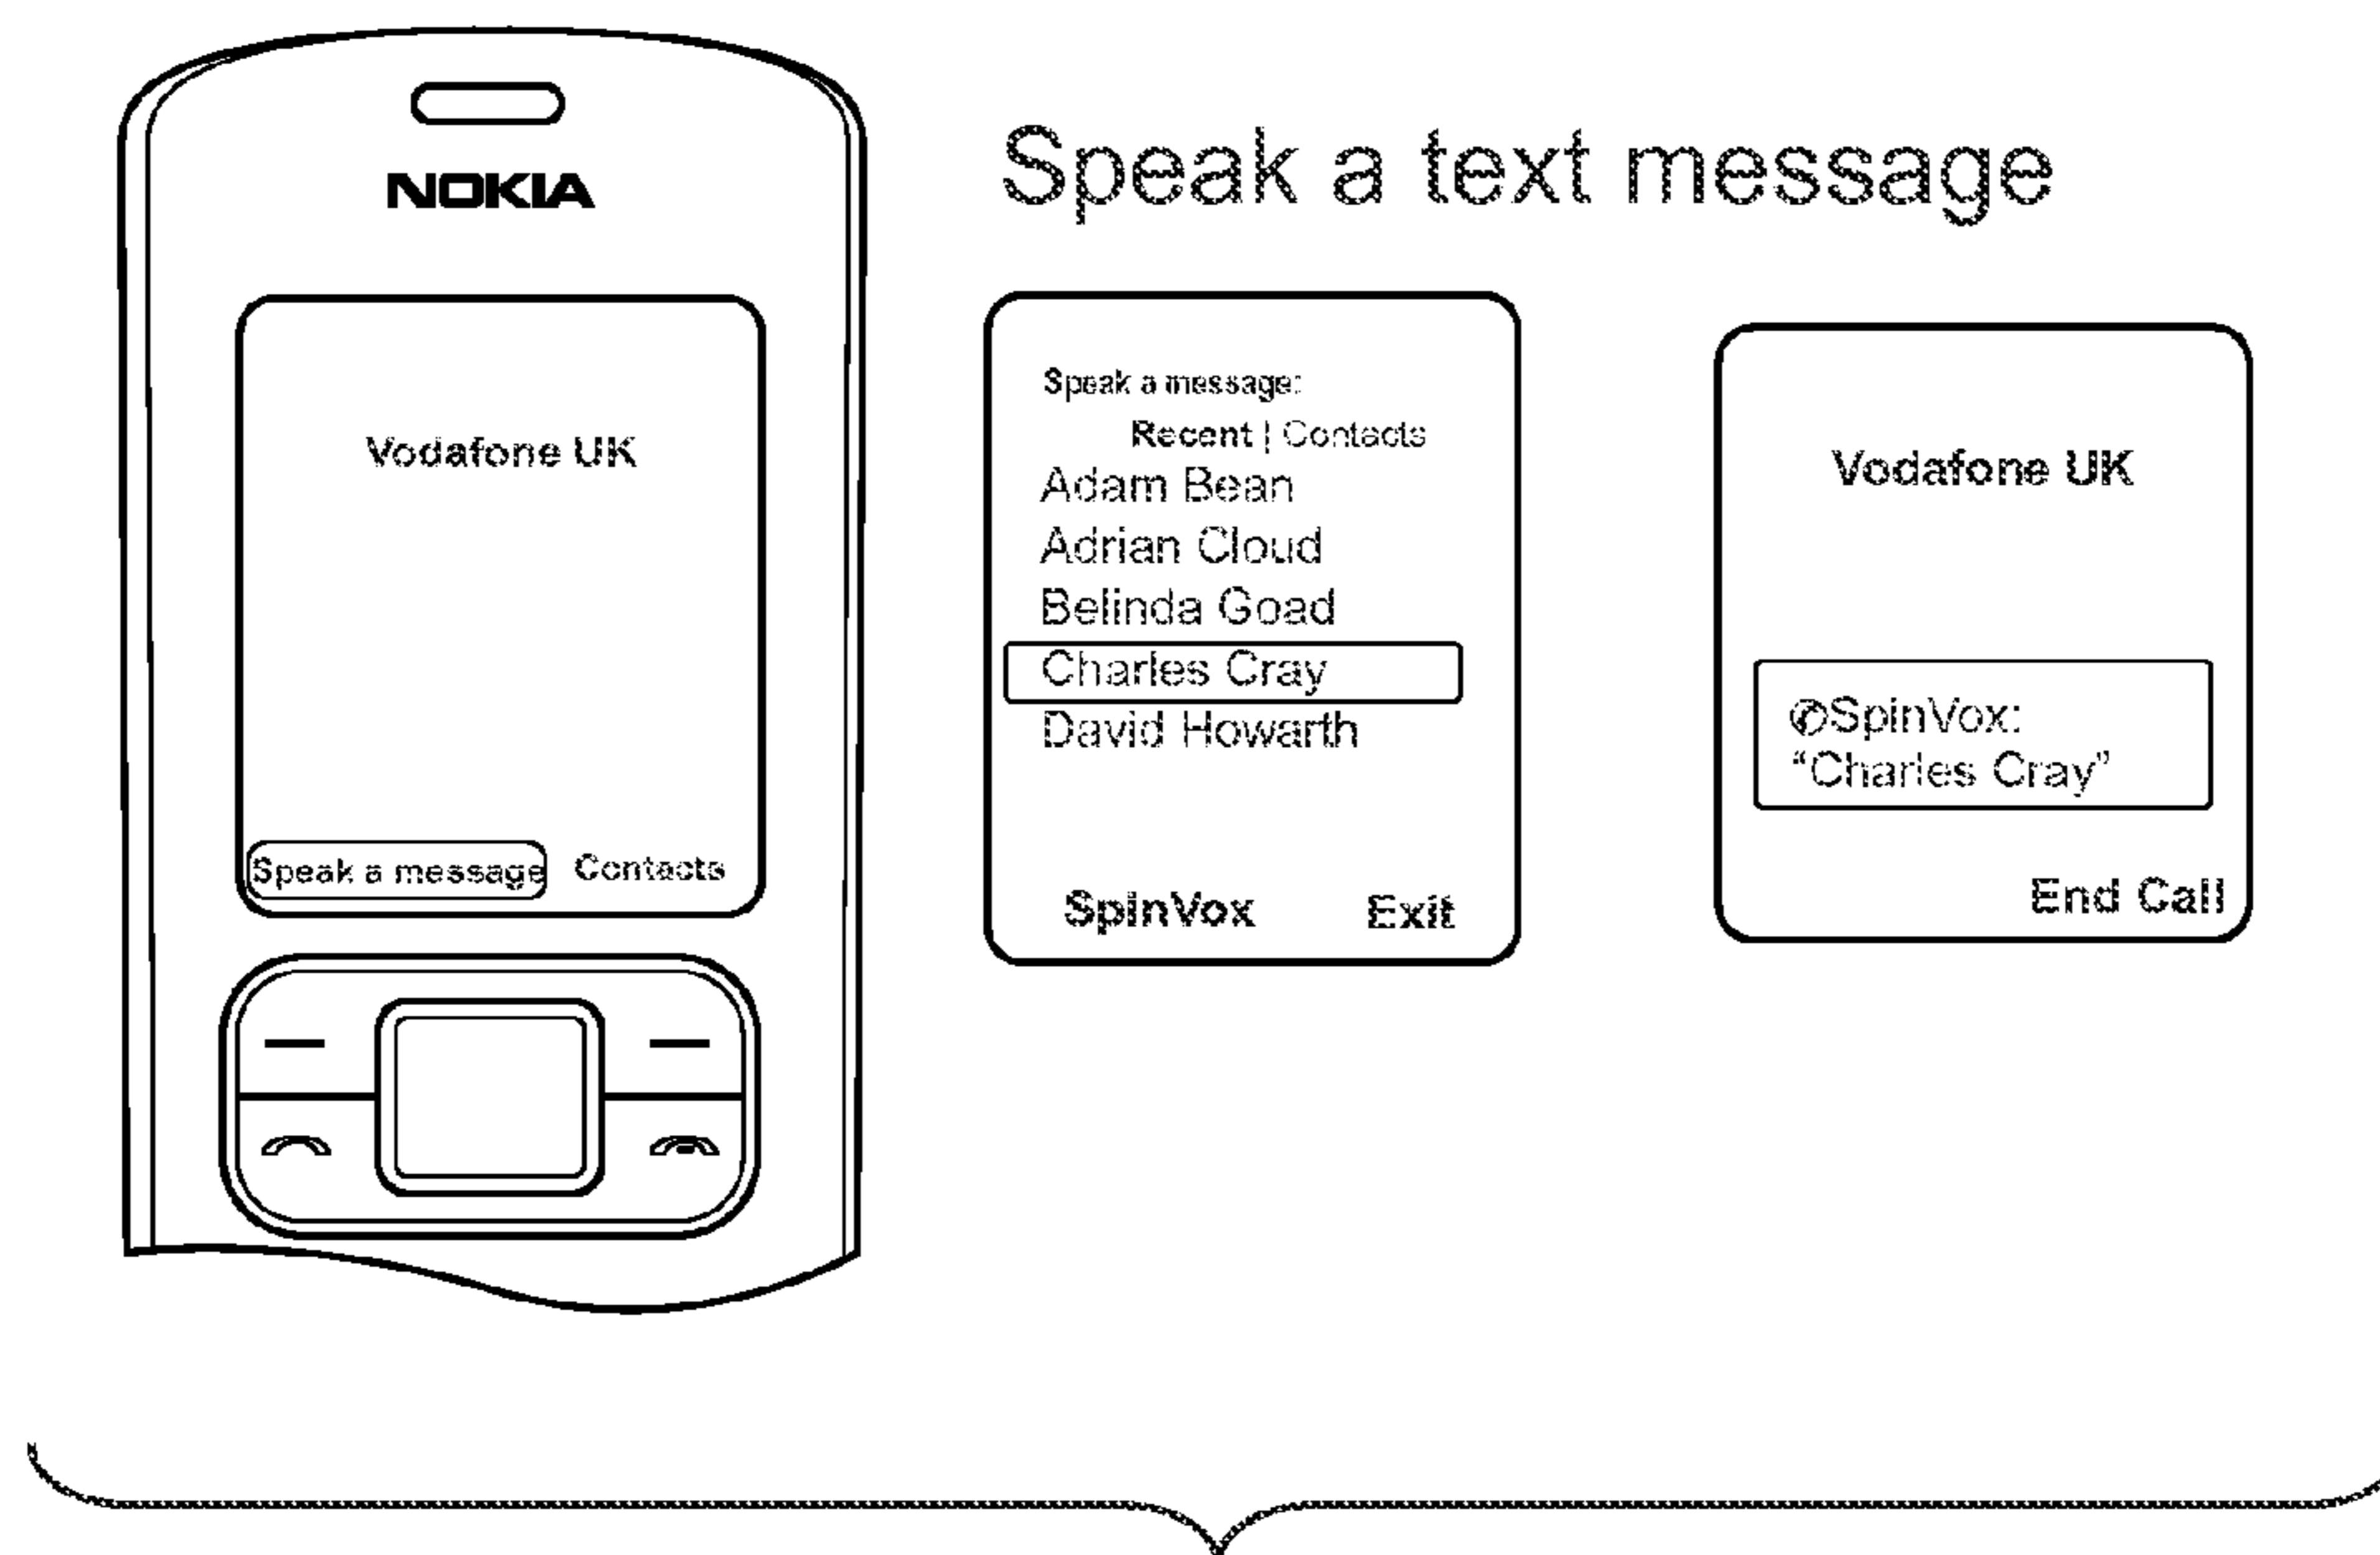 NOKIA
Vodafone UK
Speak a message Contacts
Speak a text message
Speak a message:
Recent | Contacts
Adam Bean
Adrian Cloud
Belinda Goad
Charles Cray
David Howarth
SpinVox Exit
Vodafone UK
✆SpinVox:
“Charles Cray”
End Call